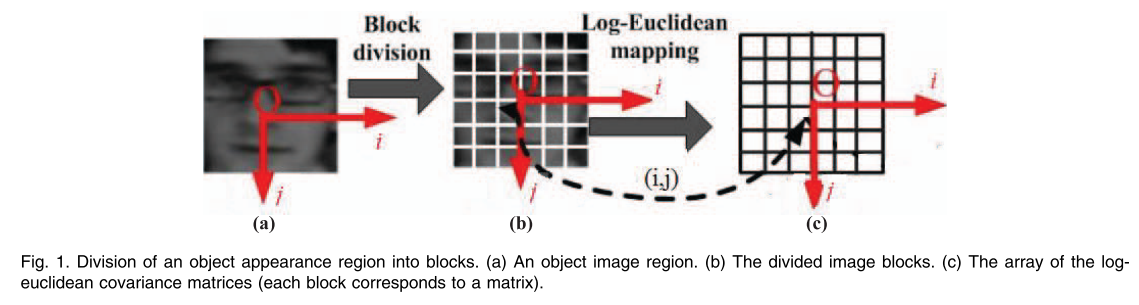 Block
division
Log-Euclidean
mapping
O
i
j
(a)
O
i
j
(b)
(i,j)
O
i
j
(c)
Fig. 1. Division of an object appearance region into blocks. (a) An object image region. (b) The divided image blocks. (c) The array of the log-
euclidean covariance matrices (each block corresponds to a matrix).